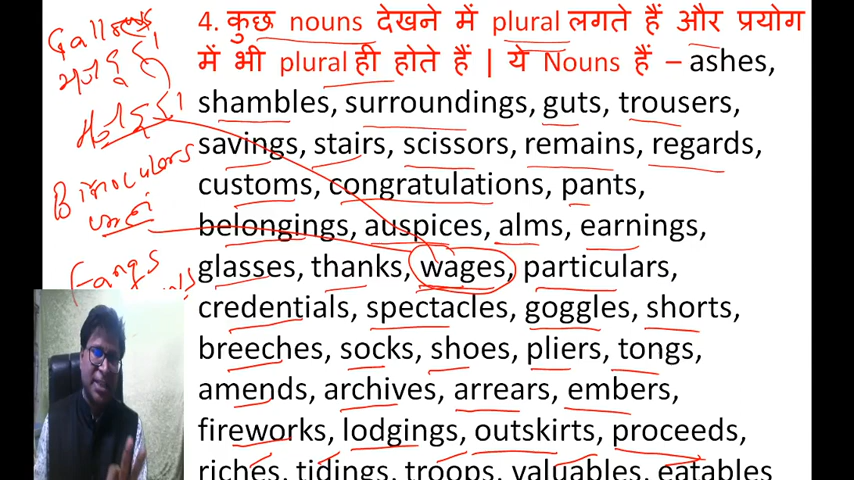 4. कुछ nouns देखने में plural लगते हैं और प्रयोग
में भी plural ही होते हैं | ये Nouns हैं – ashes,
shambles, surroundings, guts, trousers,
savings, stairs, scissors, remains, regards,
customs, congratulations, pants,
belongings, auspices, alms, earnings,
glasses, thanks, wages, particulars,
credentials, spectacles, goggles, shorts,
breeches, socks, shoes, pliers, tongs,
amends, archives, arrears, embers,
fireworks, lodgings, outskirts, proceeds,
riches, tidings, troops, valuables, eatables
मजदूरी
Binoculars
Fangs